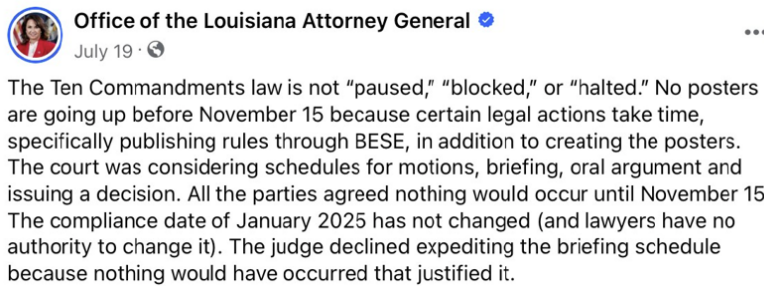 Office of the Louisiana Attorney General
July 19 ·
The Ten Commandments law is not “paused,” “blocked,” or “halted.” No posters
are going up before November 15 because certain legal actions take time,
specifically publishing rules through BESE, in addition to creating the posters.
The court was considering schedules for motions, briefing, oral argument and
issuing a decision. All the parties agreed nothing would occur until November 15
The compliance date of January 2025 has not changed (and lawyers have no
authority to change it). The judge declined expediting the briefing schedule
because nothing would have occurred that justified it.